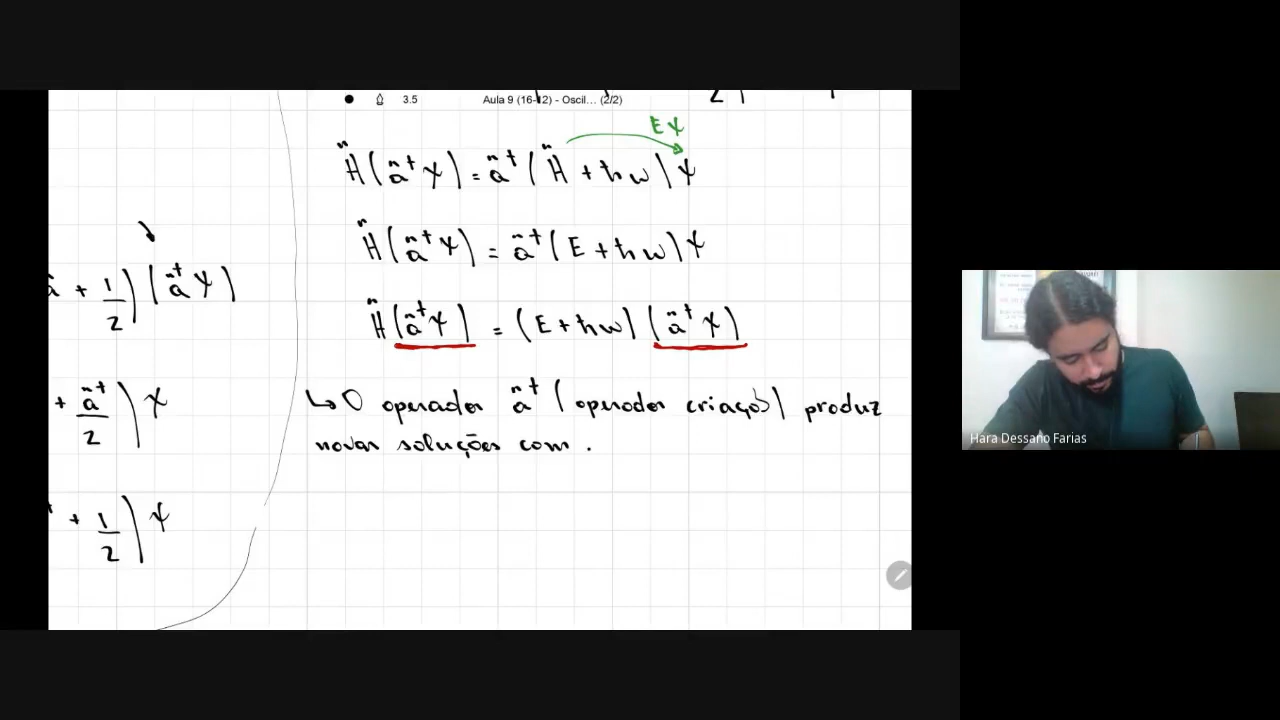 3.5 Aula 9 (16-12) - Oscil... (2/2)
Eψ
Ĥ(â†ψ) = â†(Ĥ + ħω)ψ
Ĥ(â†ψ) = â†(E + ħω)ψ
Ĥ(â†ψ) = (E + ħω)(â†ψ)
↳ O operador â† (operador criação) produz
novas soluções com .
â + 1/2)(â†ψ)
+ â†/2)ψ
+ 1/2)ψ
Hara Dessano Farias